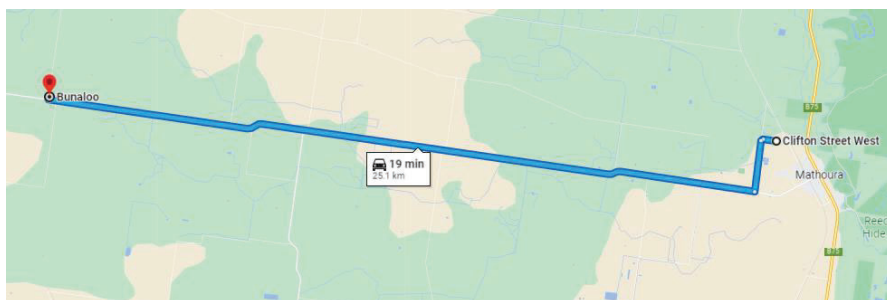 Bunaloo
B75
Clifton Street West
19 min
25.1 km
Mathoura
Reed
Hide
B75